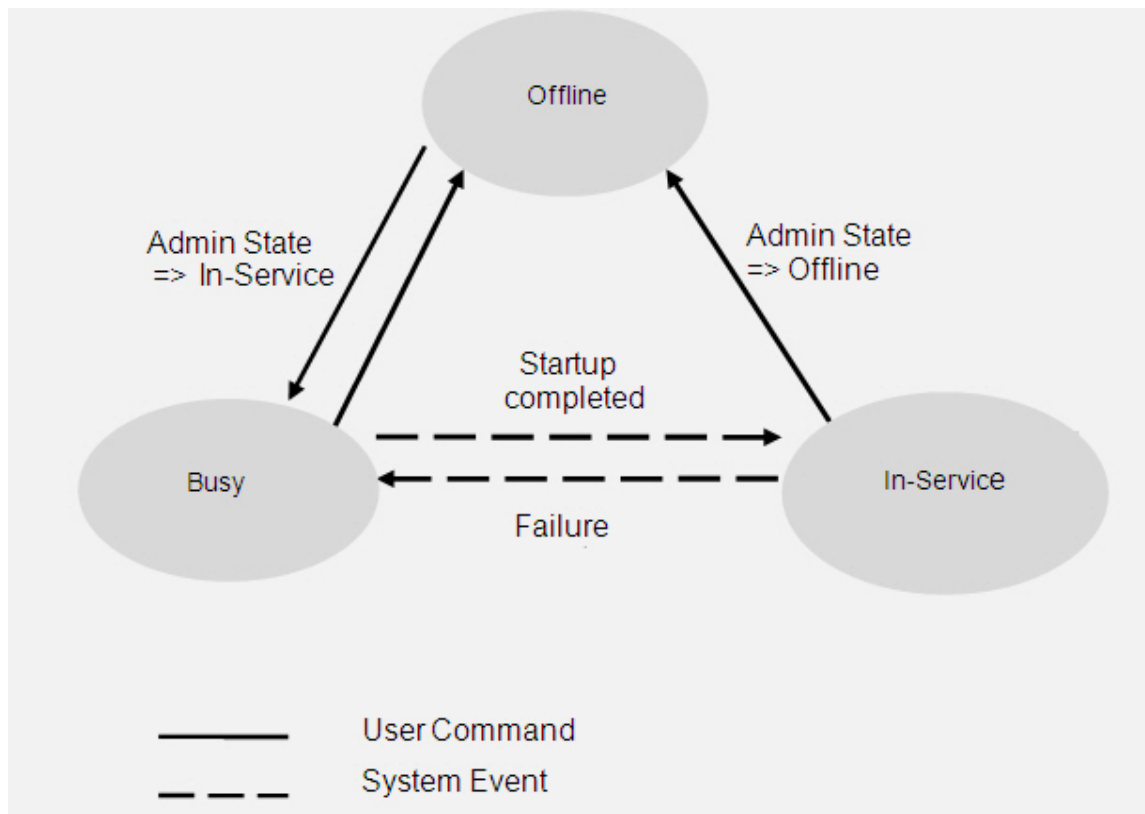 Offline
Admin State
=> In-Service
Admin State
=> Offline
Startup
completed
Busy
In-Service
Failure
User Command
System Event